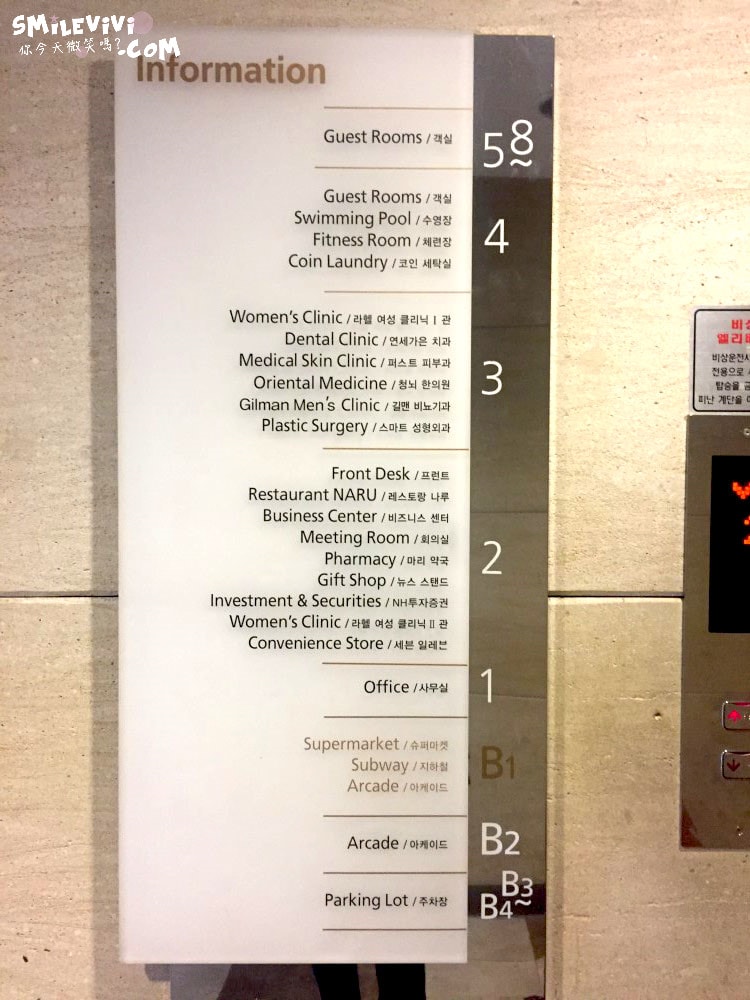 SMiLEViVi
你今天微笑嗎?.COM
Information
Guest Rooms / 객실
5~8
Guest Rooms / 객실
Swimming Pool / 수영장
Fitness Room / 체련장
Coin Laundry / 코인 세탁실
4
Women's Clinic / 라헬 여성 클리닉 Ⅰ 관
Dental Clinic / 연세가은 치과
Medical Skin Clinic / 퍼스트 피부과
Oriental Medicine / 청뇌 한의원
Gilman Men's Clinic / 길맨 비뇨기과
Plastic Surgery / 스마트 성형외과
3
Front Desk / 프런트
Restaurant NARU / 레스토랑 나루
Business Center / 비즈니스 센터
Meeting Room / 회의실
Pharmacy / 마리 약국
Gift Shop / 뉴스 스탠드
Investment & Securities / NH투자증권
Women's Clinic / 라헬 여성 클리닉 Ⅱ 관
Convenience Store / 세븐 일레븐
2
Office / 사무실
1
Supermarket / 슈퍼마켓
Subway / 지하철
Arcade / 아케이드
B1
Arcade / 아케이드
B2
Parking Lot / 주차장
B4~B3
피난 계단을